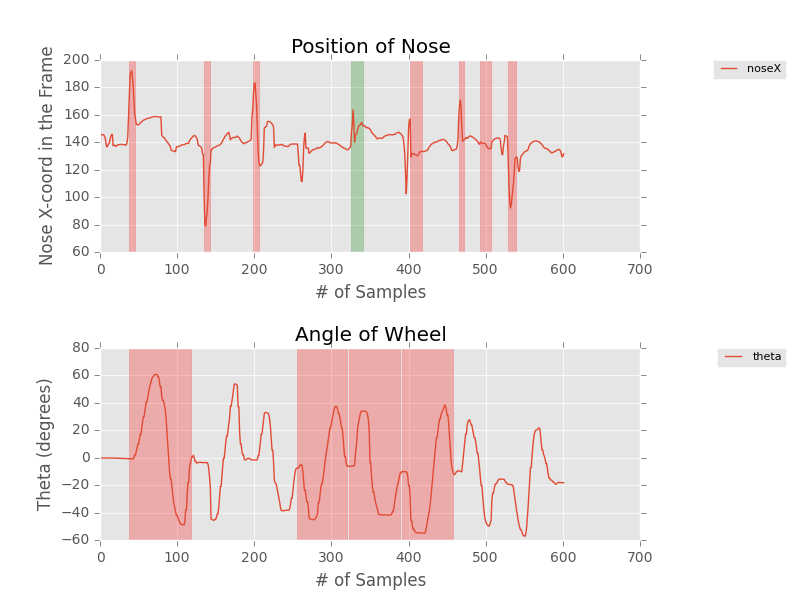 Position of Nose
Nose X-coord in the Frame
200
180
160
140
120
100
80
60
0 100 200 300 400 500 600 700
# of Samples
noseX
Angle of Wheel
Theta (degrees)
80
60
40
20
0
−20
−40
−60
0 100 200 300 400 500 600 700
# of Samples
theta